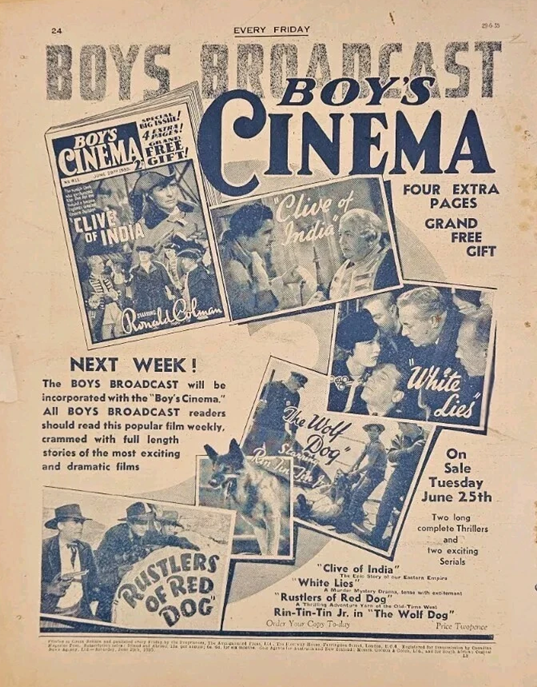 24
EVERY FRIDAY
BOYS BROADCAST
BOY'S
CINEMA
BOY'S
CINEMA
SPECIAL
BIG ISSUE!
4 EXTRA
PAGES!
GRAND
FREE
GIFT!
CLIVE
OF INDIA
STARRING
Ronald Colman
"Clive of
India"
FOUR EXTRA
PAGES
GRAND
FREE
GIFT
"White
Lies"
NEXT WEEK!
The BOYS BROADCAST will be
incorporated with the "Boy's Cinema."
All BOYS BROADCAST readers
should read this popular film weekly,
crammed with full length
stories of the most exciting
and dramatic films
"The Wolf
Dog"
Starring
Rin Tin Tin Jr.
On
Sale
Tuesday
June 25th
Two long
complete Thrillers
and
two exciting
Serials
"RUSTLERS
OF RED
DOG"
"Clive of India"
The Epic Story of our Eastern Empire
"White Lies"
A Murder Mystery Drama, tense with excitement
"Rustlers of Red Dog"
A Thrilling Adventure Yarn of the Old-Time West
Rin-Tin-Tin Jr. in "The Wolf Dog"
Order Your Copy To-day
Price Twopence